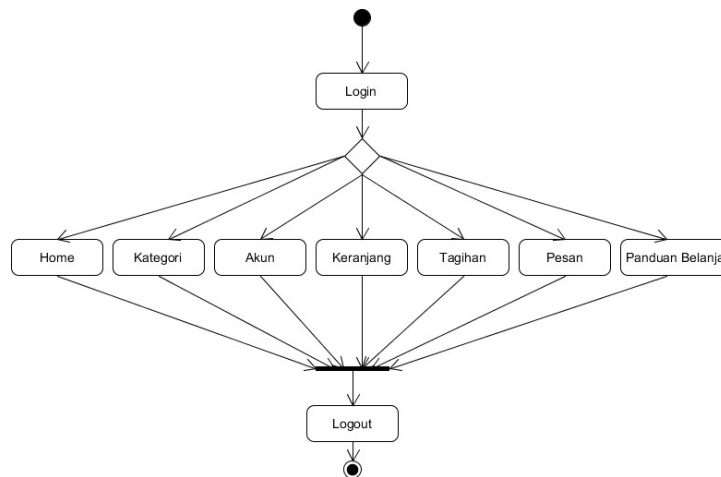 Login
Home
Kategori
Akun
Keranjang
Tagihan
Pesan
Panduan Belanja
Logout